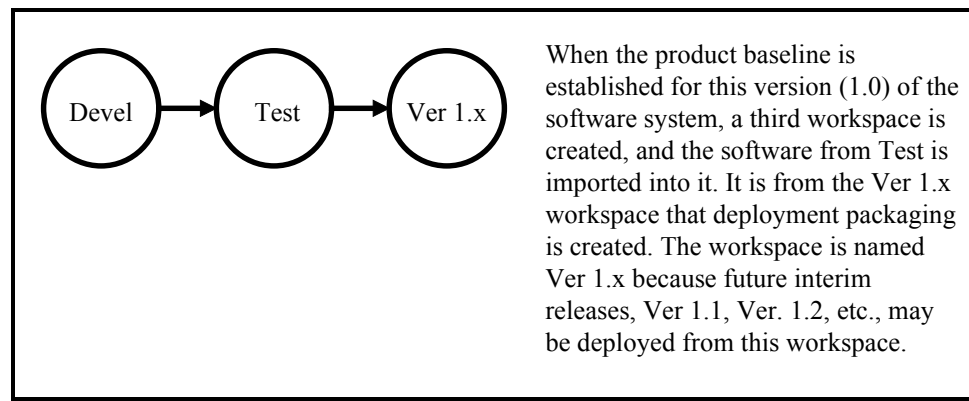 Devel
Test
Ver 1.x
When the product baseline is
established for this version (1.0) of the
software system, a third workspace is
created, and the software from Test is
imported into it. It is from the Ver 1.x
workspace that deployment packaging
is created. The workspace is named
Ver 1.x because future interim
releases, Ver 1.1, Ver. 1.2, etc., may
be deployed from this workspace.